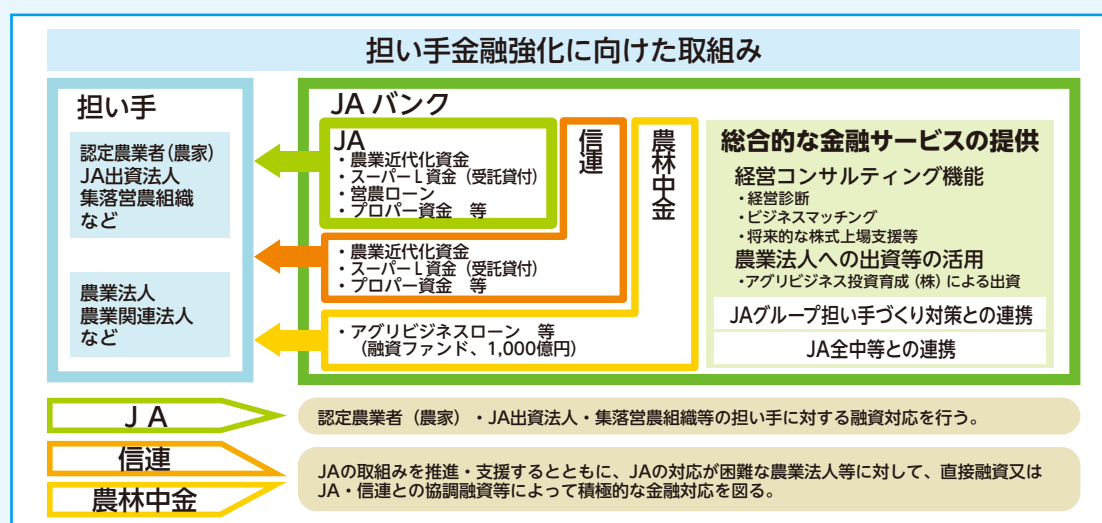 担い手金融強化に向けた取組み
担い手
認定農業者(農家)
JA出資法人
集落営農組織
など
農業法人
農業関連法人
など
JAバンク
JA
・農業近代化資金
・スーパーL資金(受託貸付)
・営農ローン
・プロパー資金 等
信連
・農業近代化資金
・スーパーL資金(受託貸付)
・プロパー資金 等
農林中金
・アグリビジネスローン 等
(融資ファンド、1,000億円)
総合的な金融サービスの提供
経営コンサルティング機能
・経営診断
・ビジネスマッチング
・将来的な株式上場支援等
農業法人への出資等の活用
・アグリビジネス投資育成(株)による出資
JAグループ担い手づくり対策との連携
JA全中等との連携
JA
認定農業者(農家)・JA出資法人・集落営農組織等の担い手に対する融資対応を行う。
信連
農林中金
JAの取組みを推進・支援するとともに、JAの対応が困難な農業法人等に対して、直接融資又は
JA・信連との協調融資等によって積極的な金融対応を図る。